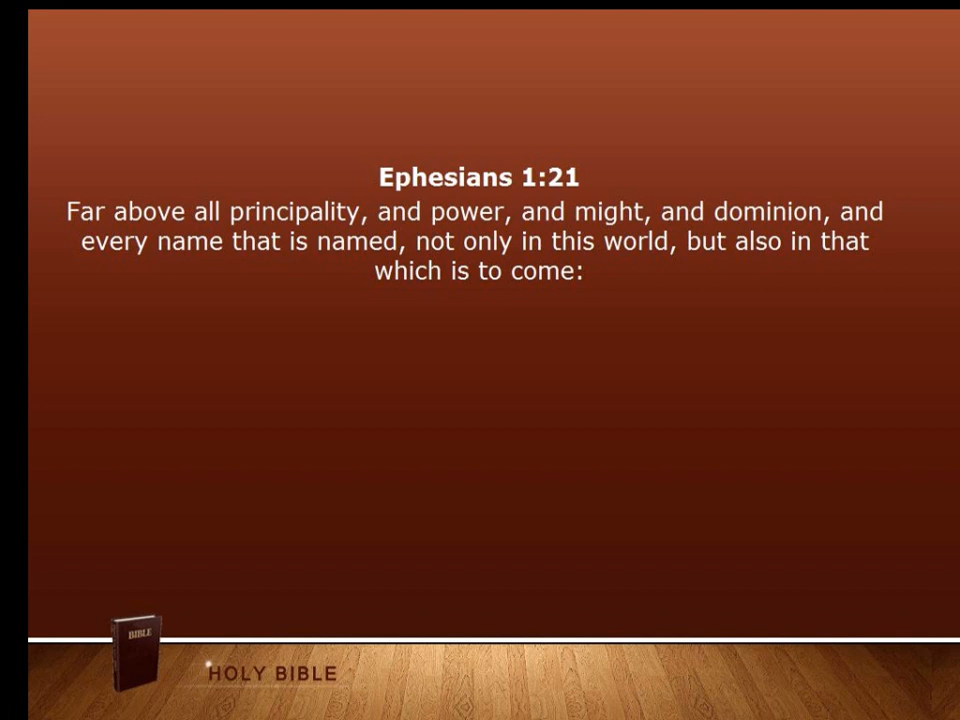 Ephesians 1:21
Far above all principality, and power, and might, and dominion, and
every name that is named, not only in this world, but also in that
which is to come:
BIBLE
HOLY BIBLE